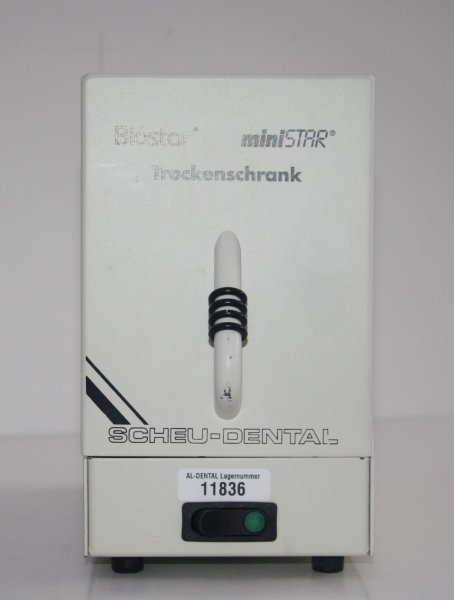 Biostar® miniSTAR®
Trockenschrank
SCHEU-DENTAL
AL-DENTAL Lagernummer
11836